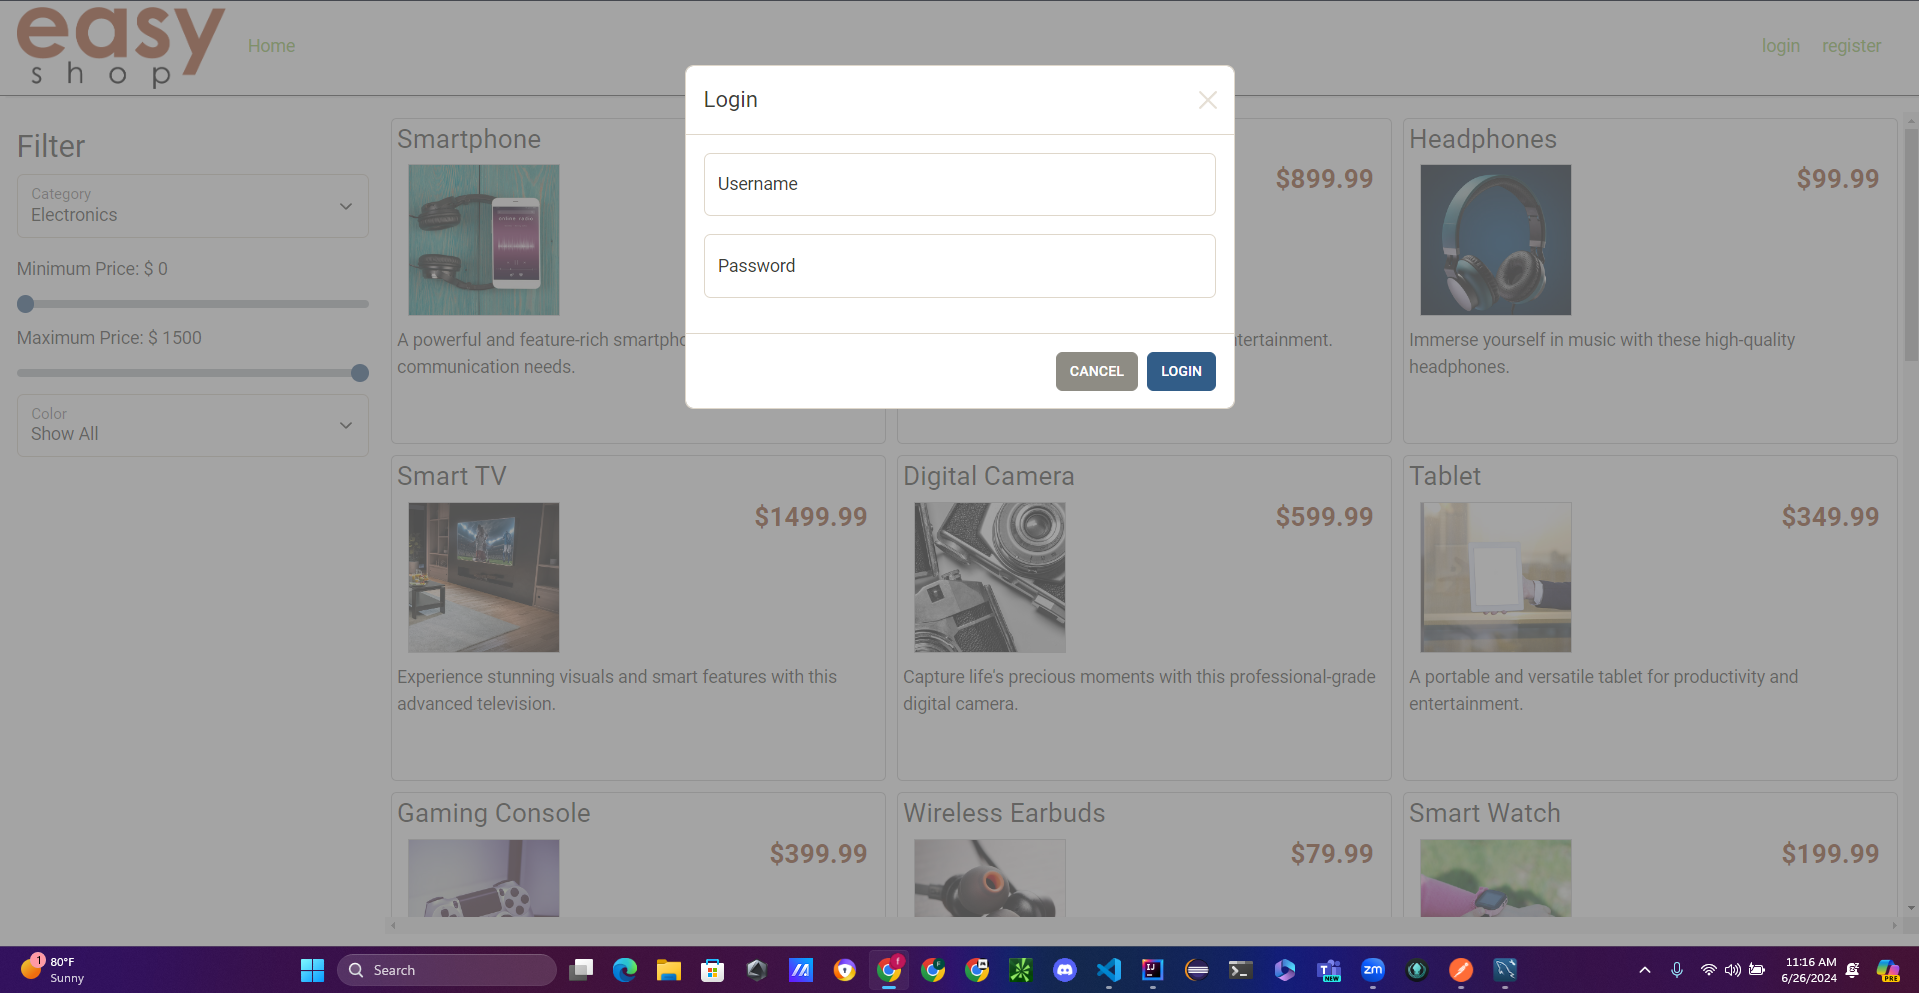 easy
shop
Home
login
register
Login
Username
Password
CANCEL
LOGIN
Filter
Category
Electronics
Minimum Price: $ 0
Maximum Price: $ 1500
Color
Show All
Smartphone
A powerful and feature-rich smartpho
communication needs.
$899.99
tertainment.
Headphones
$99.99
Immerse yourself in music with these high-quality
headphones.
Smart TV
$1499.99
Experience stunning visuals and smart features with this
advanced television.
Digital Camera
$599.99
Capture life's precious moments with this professional-grade
digital camera.
Tablet
$349.99
A portable and versatile tablet for productivity and
entertainment.
Gaming Console
$399.99
Wireless Earbuds
$79.99
Smart Watch
$199.99
1
80°F
Sunny
Search
NEW
zm
11:16 AM
6/26/2024
PRE